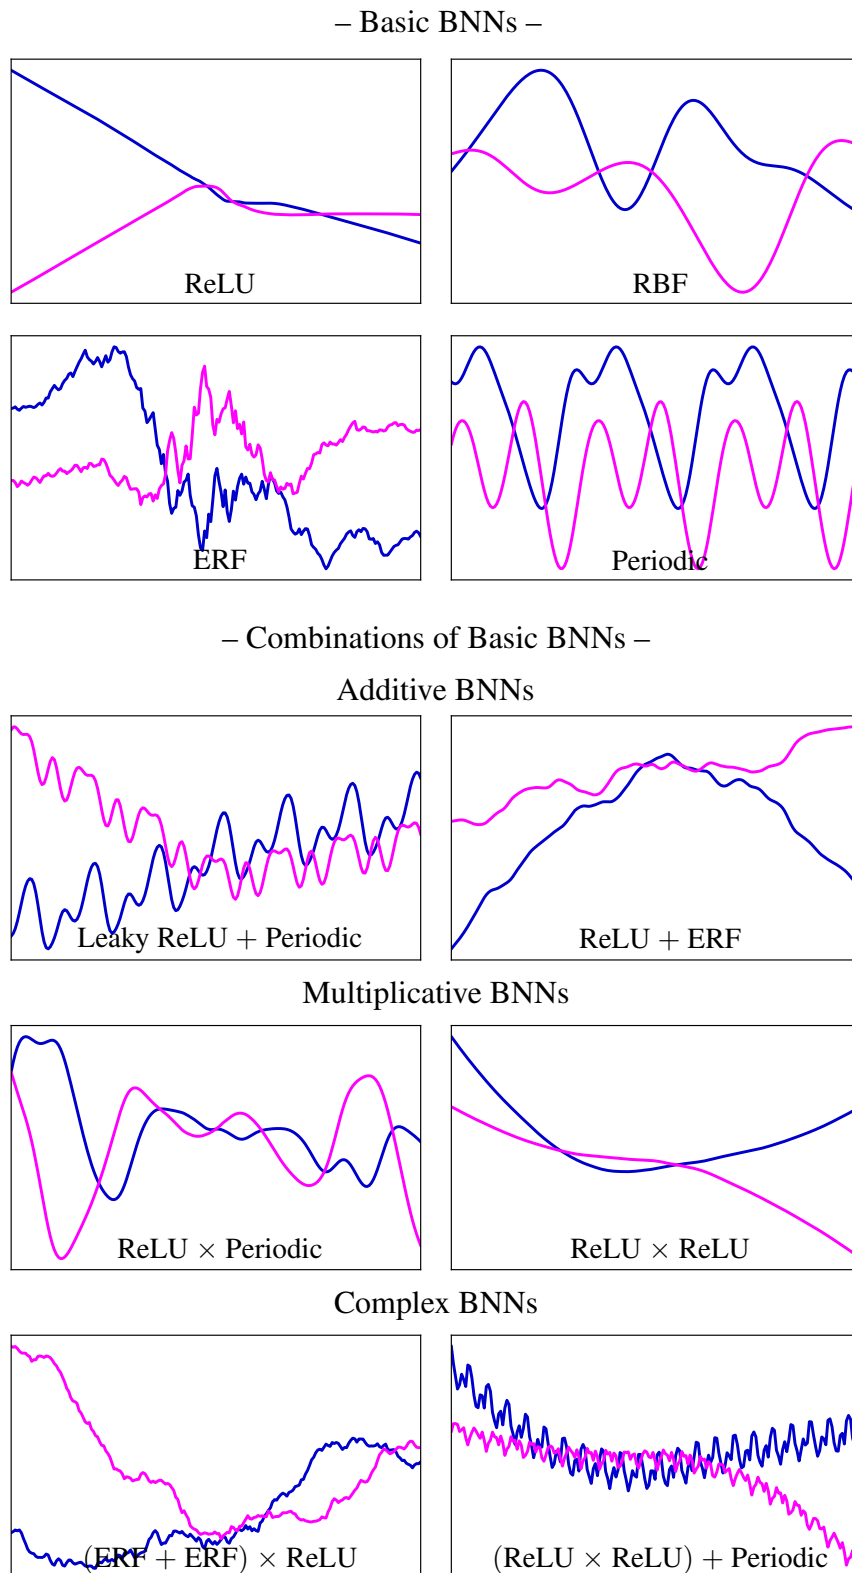 – Basic BNNs –
ReLU
RBF
ERF
Periodic
– Combinations of Basic BNNs –
Additive BNNs
Leaky ReLU + Periodic
ReLU + ERF
Multiplicative BNNs
ReLU × Periodic
ReLU × ReLU
Complex BNNs
(ERF + ERF) × ReLU
(ReLU × ReLU) + Periodic